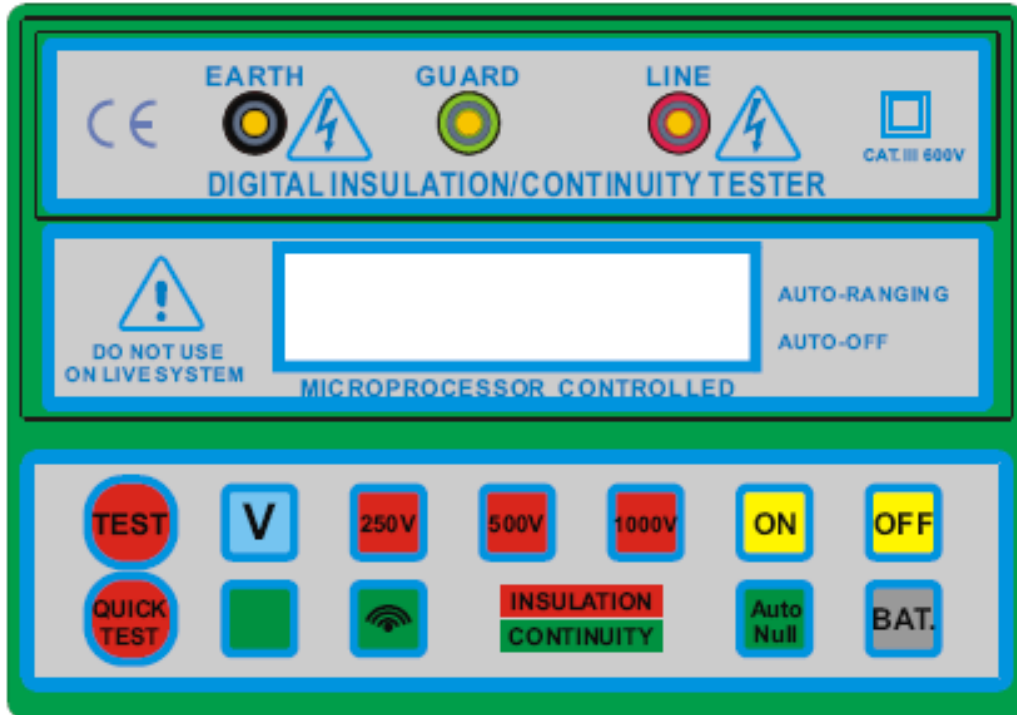 EARTH GUARD LINE
CE
CAT. III 600V
DIGITAL INSULATION/CONTINUITY TESTER
DO NOT USE
ON LIVE SYSTEM
AUTO-RANGING
AUTO-OFF
MICROPROCESSOR CONTROLLED
TEST V 250V 500V 1000V ON OFF
QUICK
TEST
INSULATION
CONTINUITY
Auto
Null
BAT.